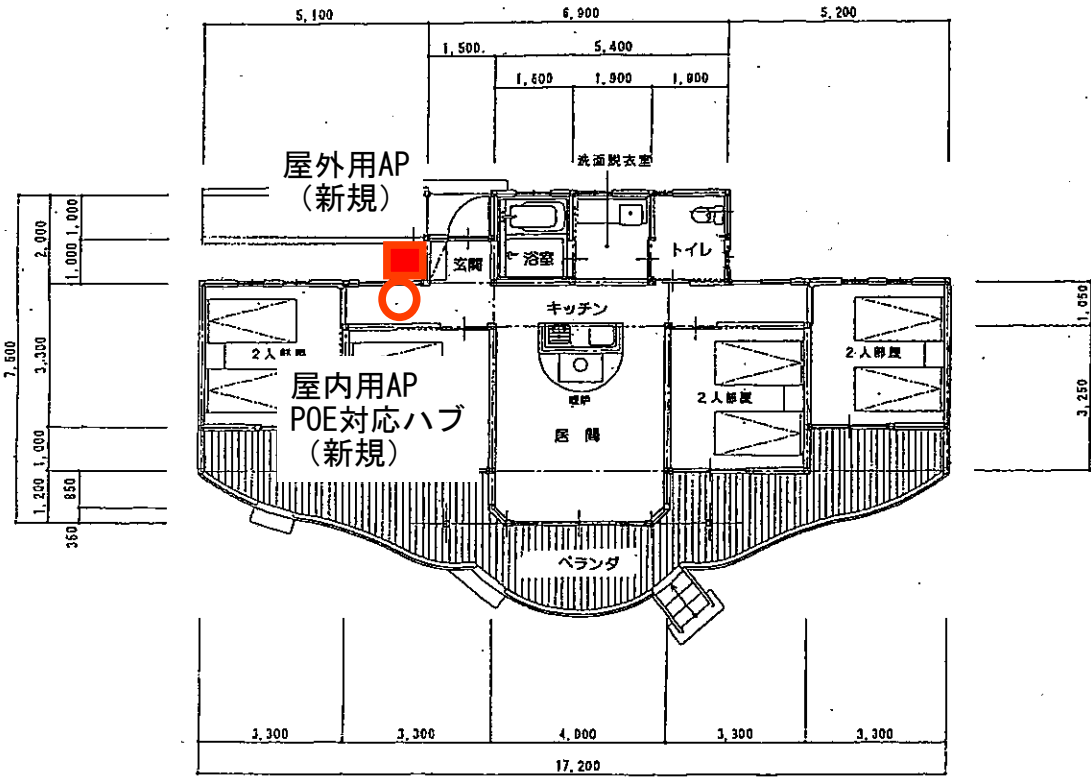 5,100
6,900
5,200
1,500.
5,400
1,600
1,900
1,900
屋外用AP
(新規)
洗面脱衣室
玄関
浴室
トイレ
キッチン
2人部屋
2人部屋
2人部屋
暖炉
居間
屋内用AP
POE対応ハブ
(新規)
ベランダ
7,500
2,000
1,000
1,000
3,300
1,000
1,200
850
350
1,050
3,250
3,300
3,300
4,000
3,300
3,300
17,200